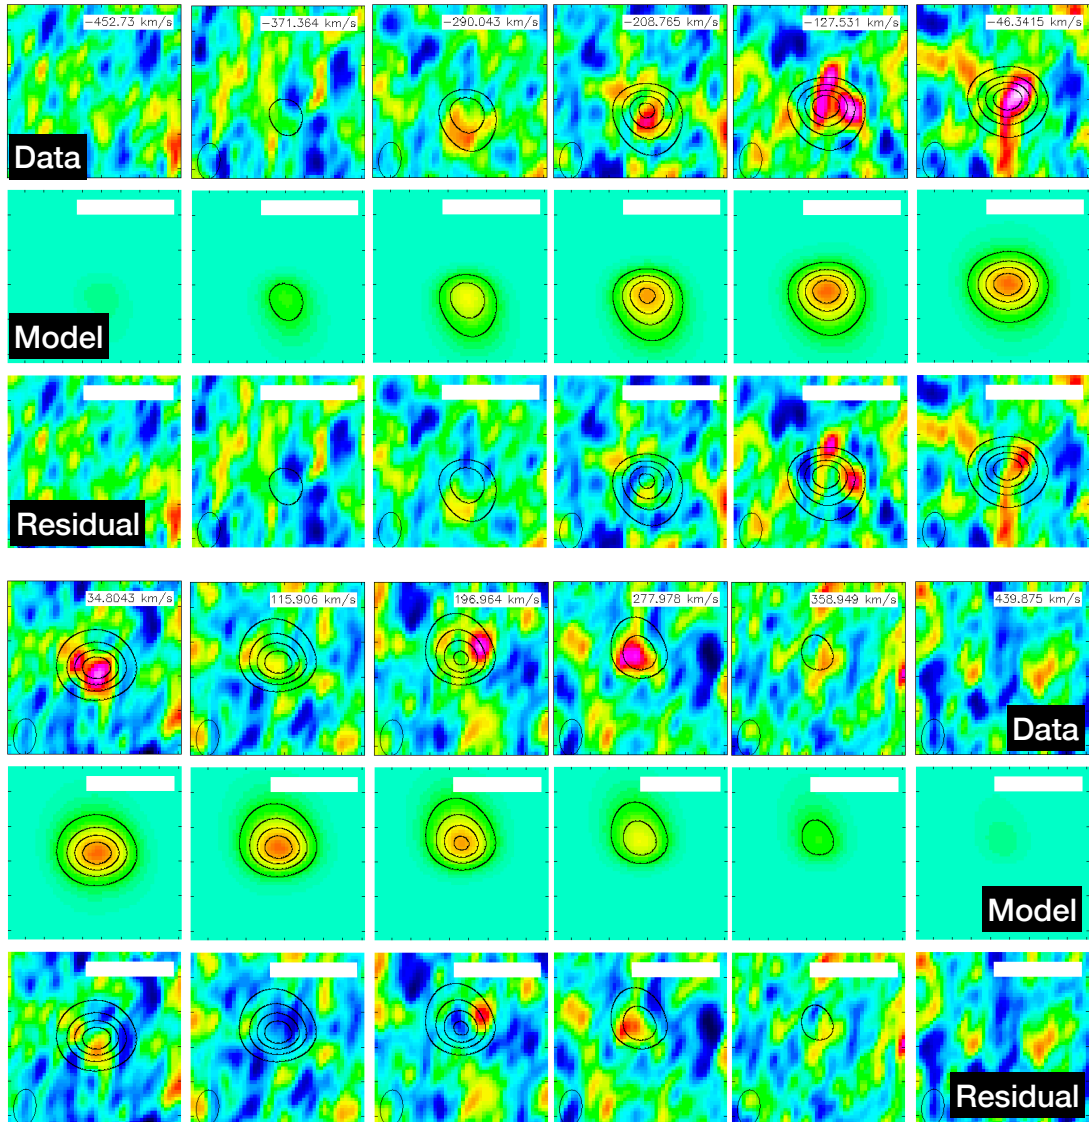 −452.73 km/s
−371.364 km/s
−290.043 km/s
−208.765 km/s
−127.531 km/s
−46.3415 km/s
Data
Model
Residual
34.8043 km/s
115.906 km/s
196.964 km/s
277.978 km/s
358.949 km/s
439.875 km/s
Data
Model
Residual